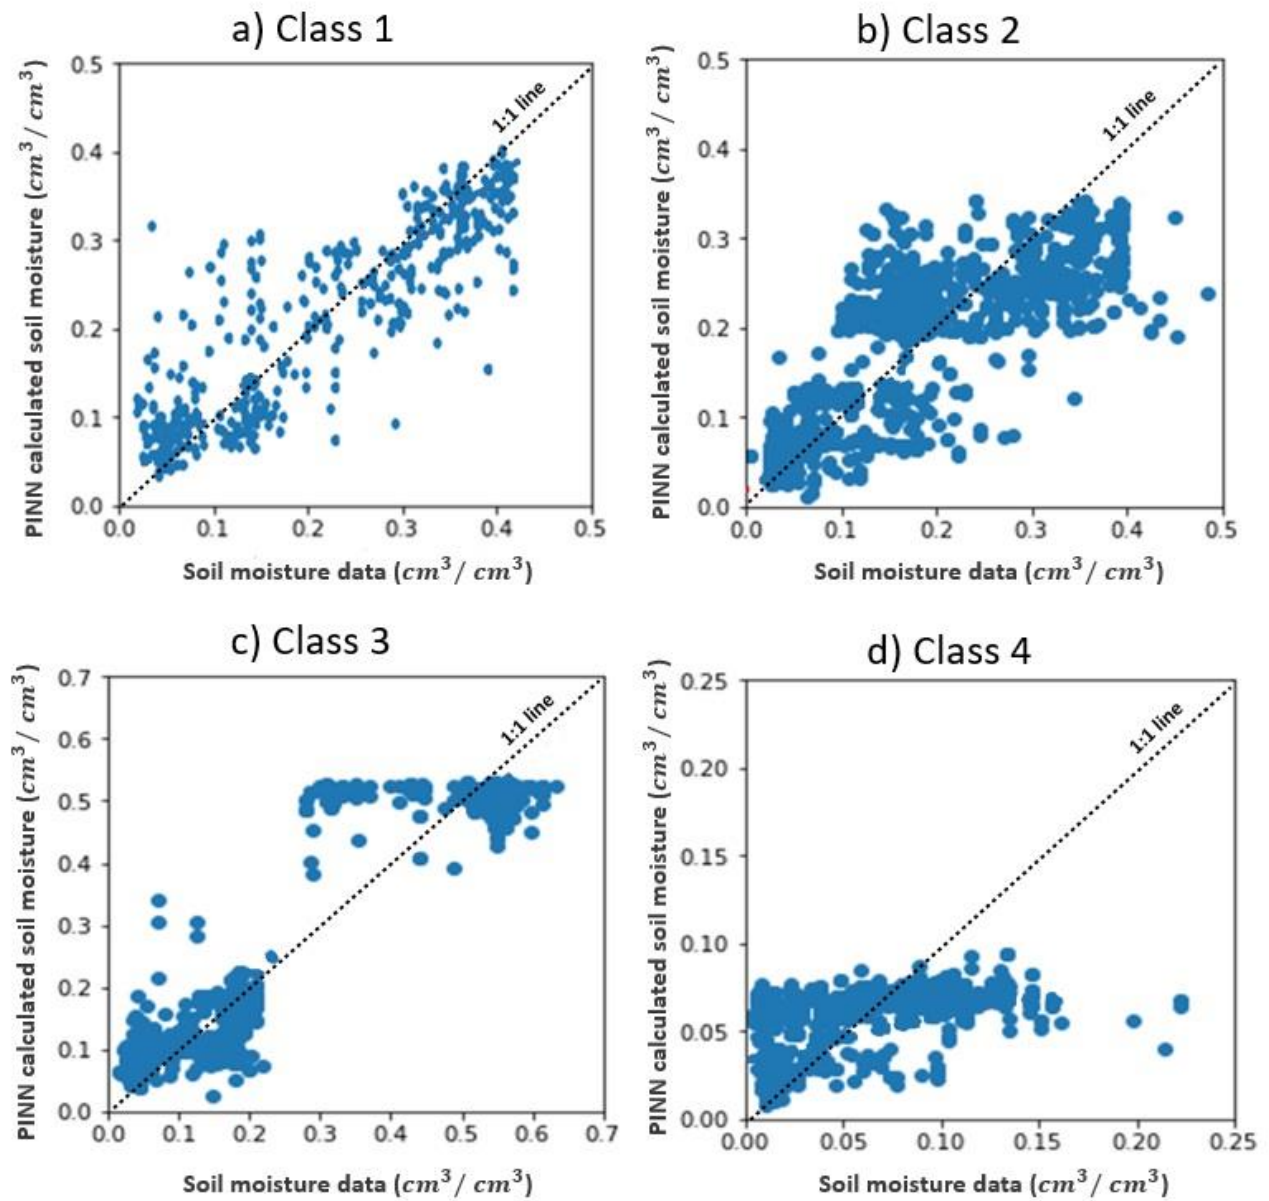 a) Class 1
PINN calculated soil moisture (cm³/ cm³)
0.5
0.4
0.3
0.2
0.1
0.0
1:1 line
0.0 0.1 0.2 0.3 0.4 0.5
Soil moisture data (cm³/ cm³)
b) Class 2
PINN calculated soil moisture (cm³/ cm³)
0.5
0.4
0.3
0.2
0.1
0.0
1:1 line
0.0 0.1 0.2 0.3 0.4 0.5
Soil moisture data (cm³/ cm³)
c) Class 3
PINN calculated soil moisture (cm³/ cm³)
0.7
0.6
0.5
0.4
0.3
0.2
0.1
0.0
1:1 line
0.0 0.1 0.2 0.3 0.4 0.5 0.6 0.7
Soil moisture data (cm³/ cm³)
d) Class 4
PINN calculated soil moisture (cm³/ cm³)
0.25
0.20
0.15
0.10
0.05
0.00
1:1 line
0.00 0.05 0.10 0.15 0.20 0.25
Soil moisture data (cm³/ cm³)